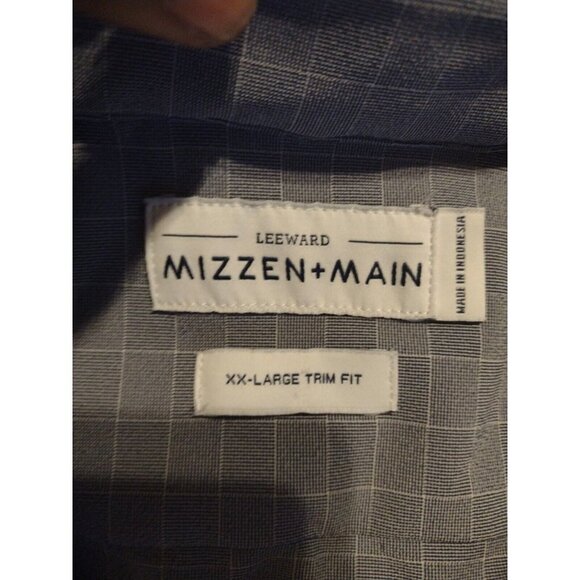 LEEWARD
MIZZEN+MAIN
MADE IN INDONESIA
XX-LARGE TRIM FIT